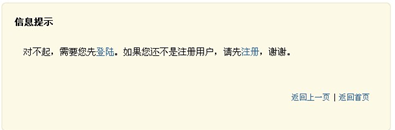 信息提示
对不起，需要您先登陆。如果您还不是注册用户，请先注册，谢谢。
返回上一页 | 返回首页